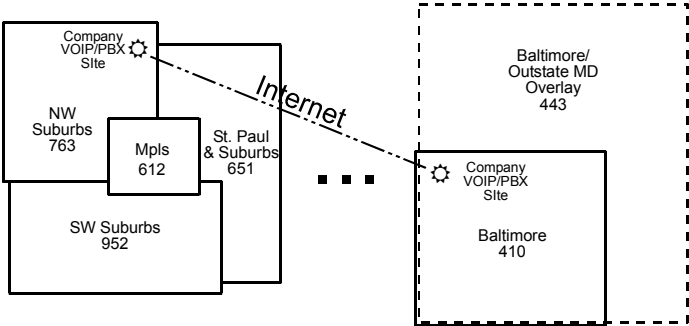 Company
VOIP/PBX
SIte
NW
Suburbs
763
Mpls
612
St. Paul
& Suburbs
651
SW Suburbs
952
Internet
Baltimore/
Outstate MD
Overlay
443
Company
VOIP/PBX
SIte
Baltimore
410